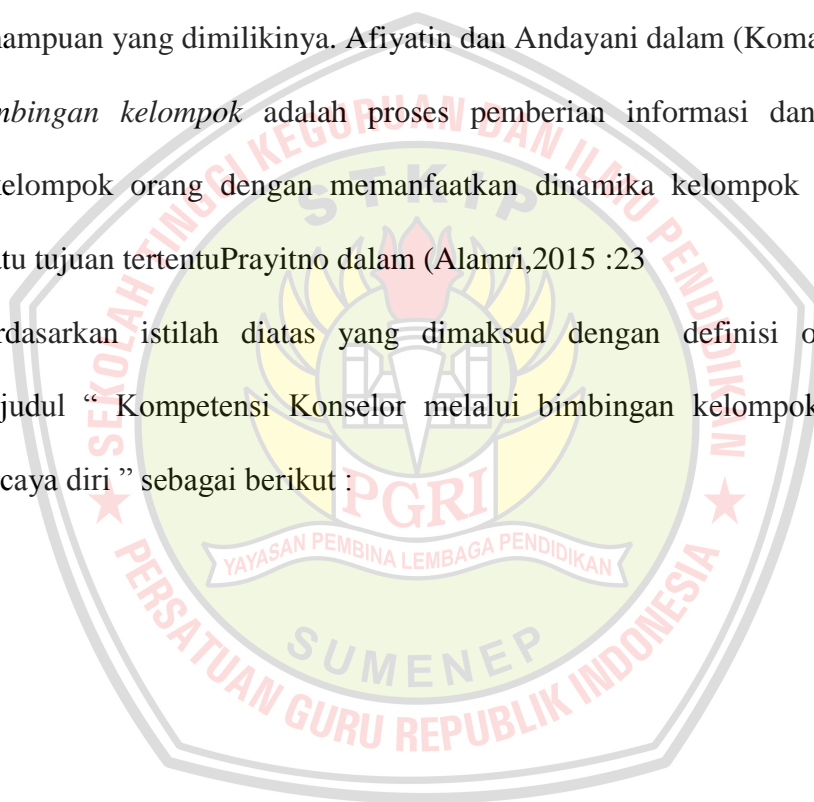 nampuan yang dimilikinya. Afiyatin dan Andayani dalam (Koma
mbingan kelompok adalah proses pemberian informasi dan
kelompok orang dengan memanfaatkan dinamika kelompok
atu tujuan tertentuPrayitno dalam (Alamri,2015 :23
rdasarkan istilah diatas yang dimaksud dengan definisi o
judul “ Kompetensi Konselor melalui bimbingan kelompok
caya diri ” sebagai berikut :
SEKOLAH TINGGI KEGURUAN DAN ILMU PENDIDIKAN
STKIP
PGRI
YAYASAN PEMBINA LEMBAGA PENDIDIKAN
SUMENEP
PERSATUAN GURU REPUBLIK INDONESIA